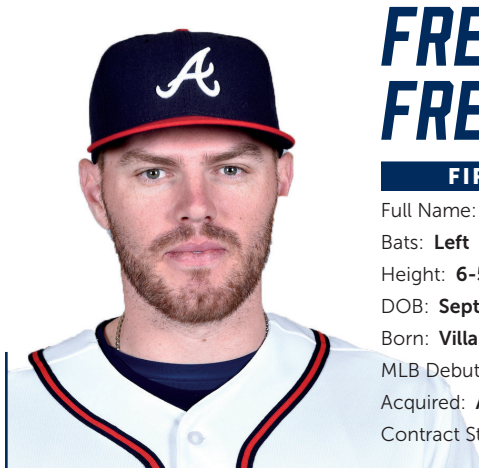 FRE
FRE
FIR
Full Name:
Bats: Left
Height: 6-5
DOB: Sept
Born: Villa
MLB Debut
Acquired: A
Contract St
A